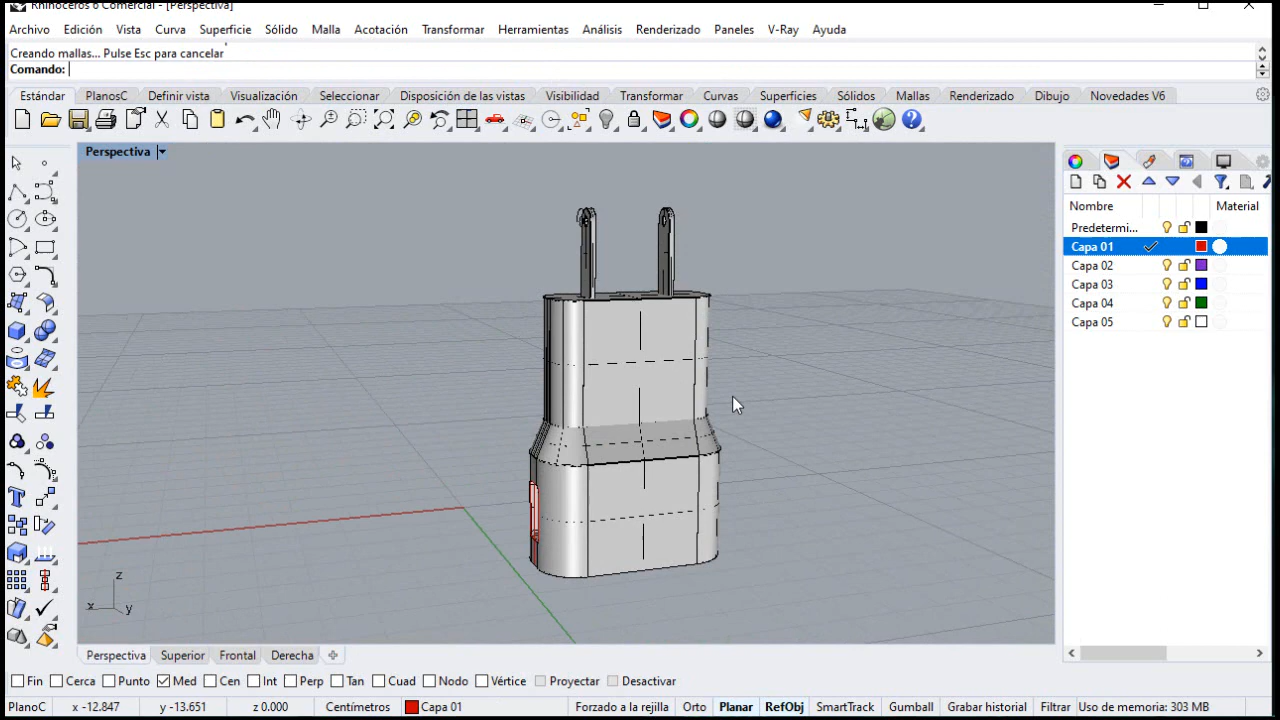 Rhinoceros 6 Comercial - [Perspectiva]
Archivo Edición Vista Curva Superficie Sólido Malla Acotación Transformar Herramientas Análisis Renderizado Paneles V-Ray Ayuda
Creando mallas... Pulse Esc para cancelar
Comando:
Estándar PlanosC Definir vista Visualización Seleccionar Disposición de las vistas Visibilidad Transformar Curvas Superficies Sólidos Mallas Renderizado Dibujo Novedades V6
Perspectiva
Nombre Material
Predetermi...
Capa 01
Capa 02
Capa 03
Capa 04
Capa 05
z
x y
Perspectiva Superior Frontal Derecha
Fin Cerca Punto Med Cen Int Perp Tan Cuad Nodo Vértice Proyectar Desactivar
PlanoC x -12.847 y -13.651 z 0.000 Centímetros Capa 01 Forzado a la rejilla Orto Planar RefObj SmartTrack Gumball Grabar historial Filtrar Uso de memoria: 303 MB